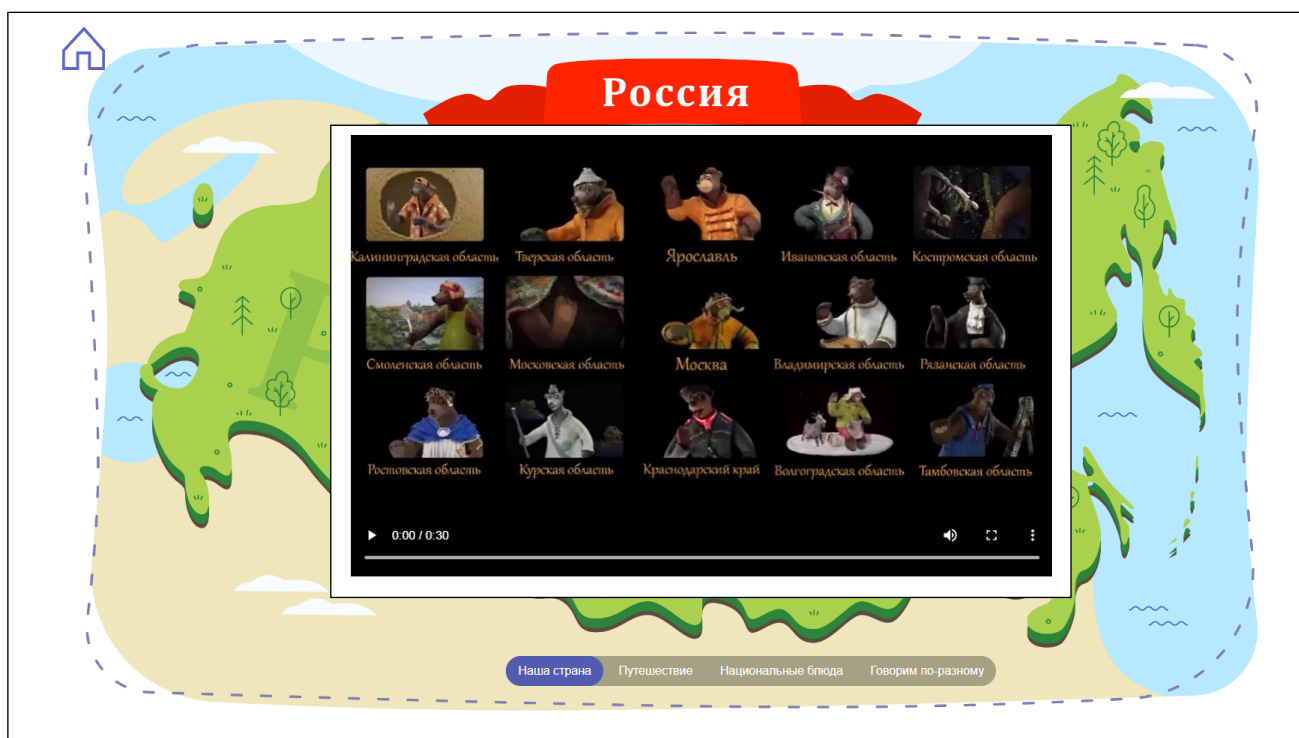 Россия
Калининградская область Тверская область Ярославль Ивановская область Костромская область
Смоленская область Московская область Москва Владимирская область Рязанская область
Ростовская область Курская область Краснодарский край Волгоградская область Тамбовская область
0:00 / 0:30
Наша страна Путешествие Национальные блюда Говорим по-разному